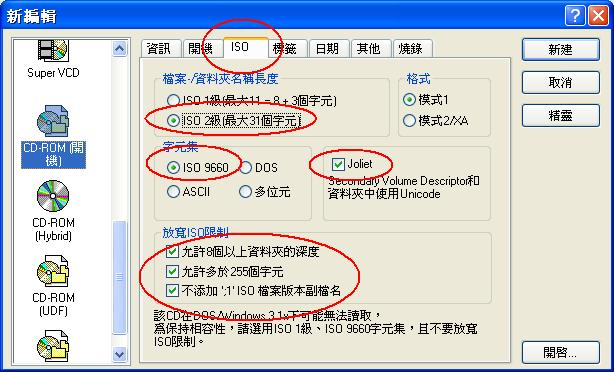 新編輯
Super VCD
CD-ROM (開
機)
CD-ROM
(Hybrid)
CD-ROM
(UDF)
資訊
開機
ISO
標籤
日期
其他
燒錄
檔案-/資料夾名稱長度
ISO 1級(最大11 = 8 + 3個字元)
ISO 2級(最大31個字元)
格式
模式1
模式2/XA
字元集
ISO 9660
DOS
ASCII
多位元
Joliet
Secondary Volume Descripto和
資料夾中使用Unicode
放寬ISO限制
允許8個以上資料夾的深度
允許多於255個字元
不添加 ';1' ISO 檔案版本副檔名
該CD在DOS/Windows 3.1x下可能無法讀取，
爲保持相容性，請選用ISO 1級、ISO 9660字元集，且不要放寬
ISO限制。
新建
取消
精靈
開啓...